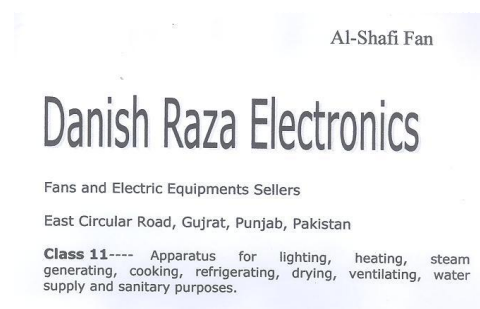 Al-Shafi Fan
Danish Raza Electronics
Fans and Electric Equipments Sellers
East Circular Road, Gujrat, Punjab, Pakistan
Class 11---- Apparatus for lighting, heating, steam
generating, cooking, refrigerating, drying, ventilating, water
supply and sanitary purposes.